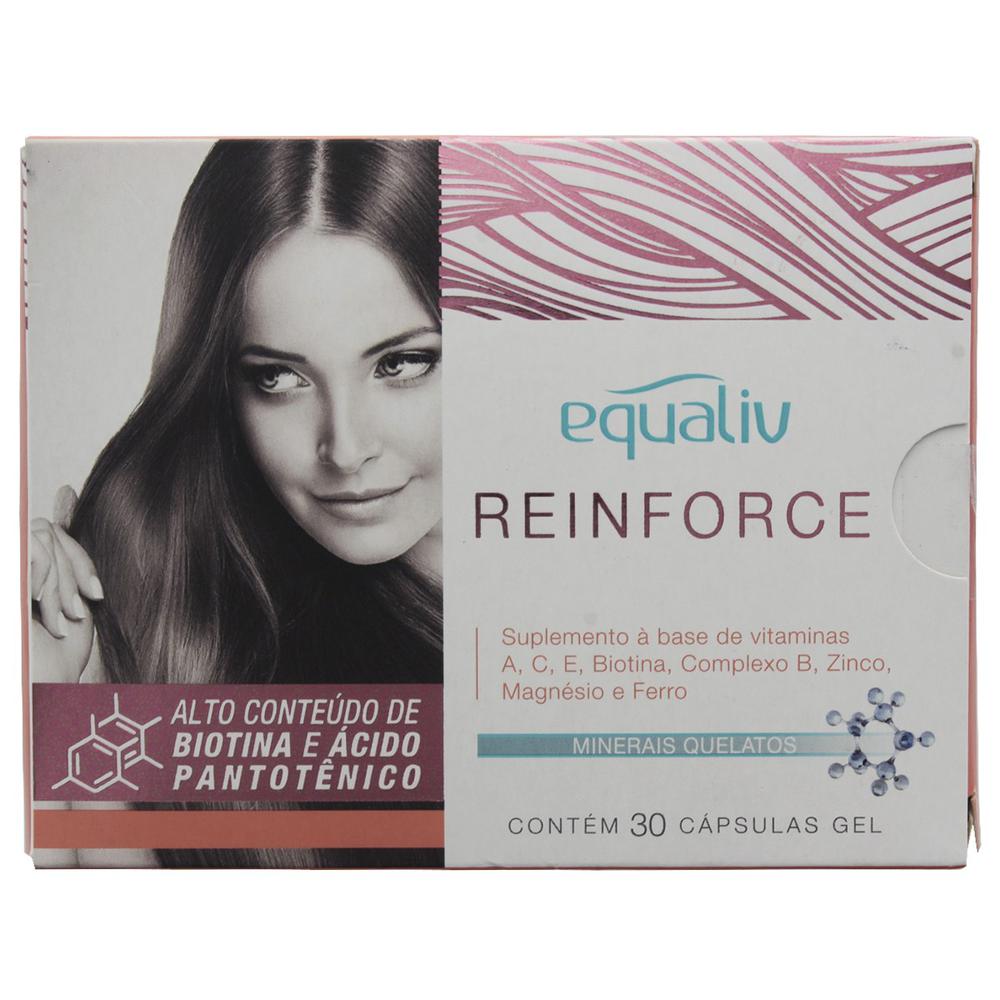 equaliv
REINFORCE
Suplemento à base de vitaminas
A, C, E, Biotina, Complexo B, Zinco,
Magnésio e Ferro
MINERAIS QUELATOS
CONTÉM 30 CÁPSULAS GEL
ALTO CONTEÚDO DE
BIOTINA E ÁCIDO
PANTOTÊNICO